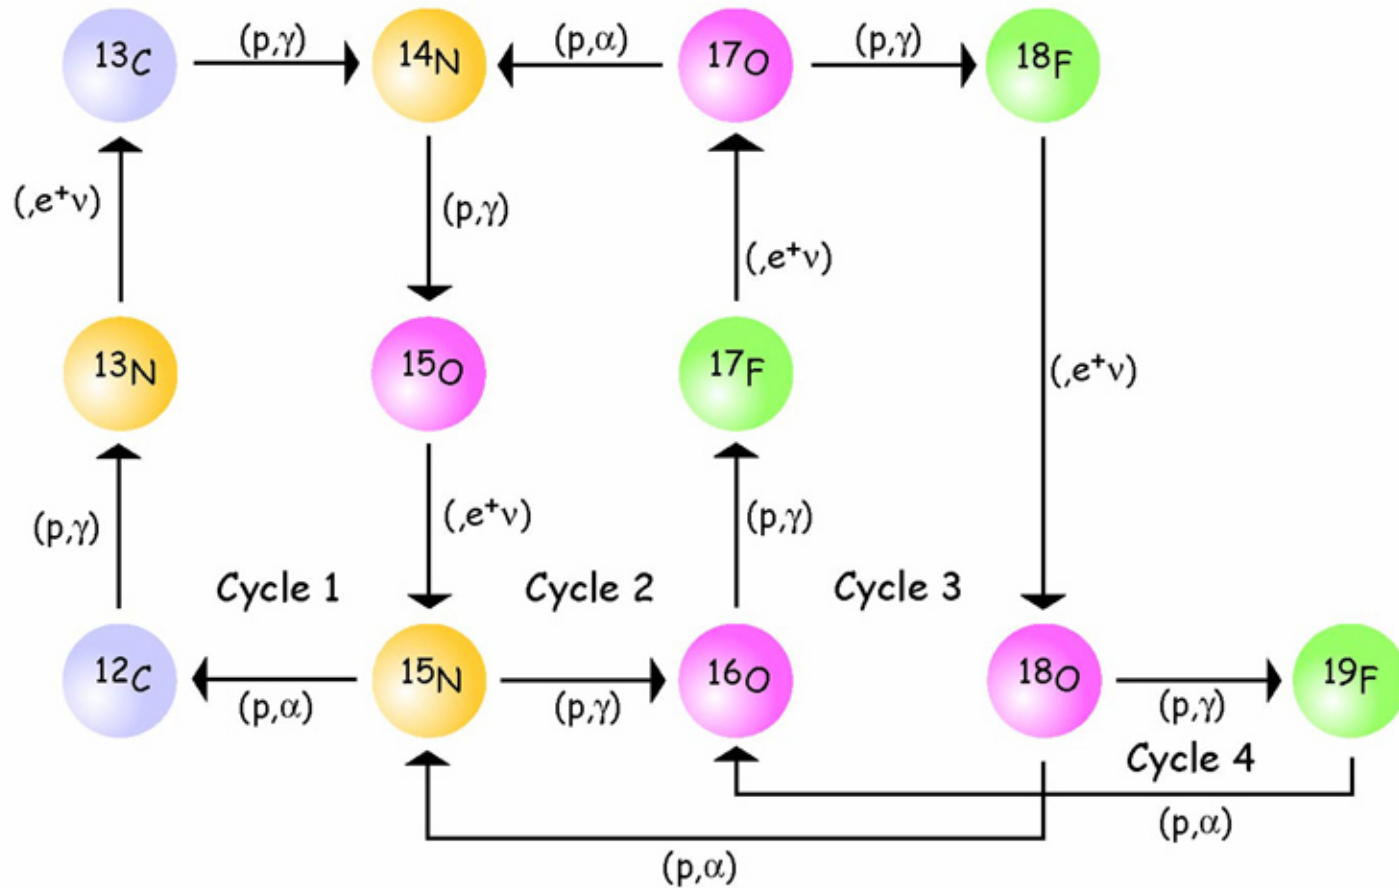 13C
(p,γ)
14N
(p,α)
17O
(p,γ)
18F
(,e+ν)
(p,γ)
(,e+ν)
13N
15O
17F
(,e+ν)
(p,γ)
(,e+ν)
(p,γ)
Cycle 1
Cycle 2
Cycle 3
12C
(p,α)
15N
(p,γ)
16O
18O
(p,γ)
19F
Cycle 4
(p,α)
(p,α)